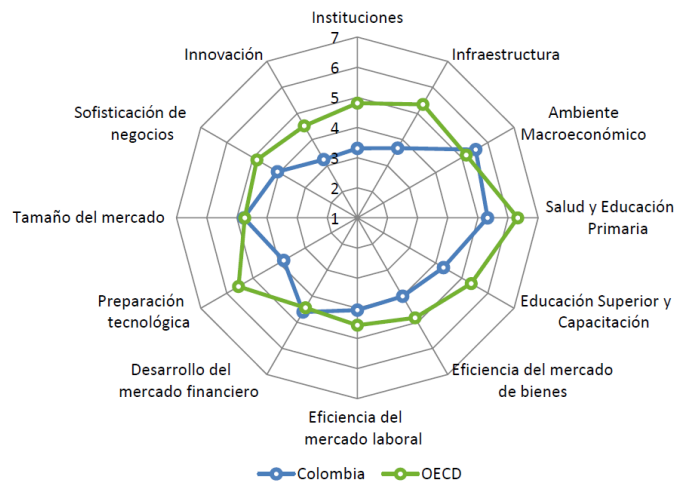 Instituciones
7
6
5
4
3
2
1
Innovación
Infraestructura
Sofisticación de
negocios
Ambiente
Macroeconómico
Tamaño del mercado
Salud y Educación
Primaria
Preparación
tecnológica
Educación Superior y
Capacitación
Desarrollo del
mercado financiero
Eficiencia del mercado
de bienes
Eficiencia del
mercado laboral
Colombia
OECD